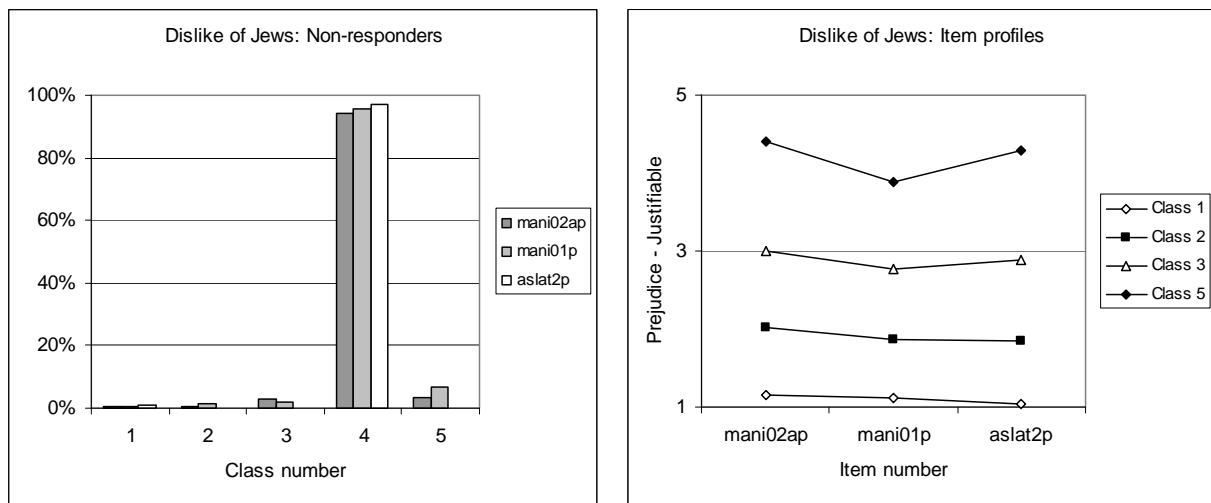 Dislike of Jews: Non-responders
100%
80%
60%
40%
20%
0%
1 2 3 4 5
Class number
mani02ap
mani01p
aslat2p
Dislike of Jews: Item profiles
Prejudice - Justifiable
5
3
1
mani02ap mani01p aslat2p
Item number
Class 1
Class 2
Class 3
Class 5